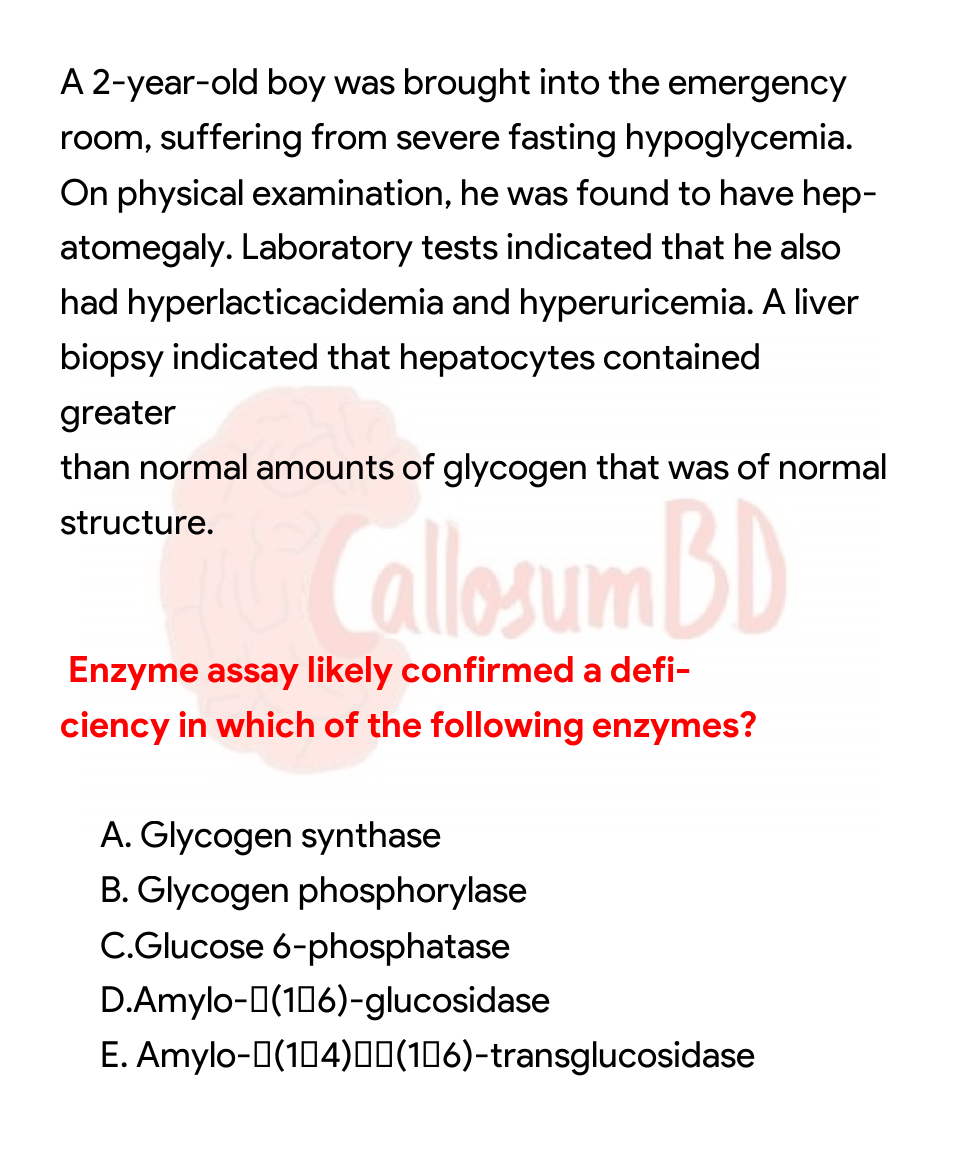 A 2-year-old boy was brought into the emergency
room, suffering from severe fasting hypoglycemia.
On physical examination, he was found to have hep-
atomegaly. Laboratory tests indicated that he also
had hyperlacticacidemia and hyperuricemia. A liver
biopsy indicated that hepatocytes contained
greater
than normal amounts of glycogen that was of normal
structure.
CallosumBD
Enzyme assay likely confirmed a defi-
ciency in which of the following enzymes?
A. Glycogen synthase
B. Glycogen phosphorylase
C.Glucose 6-phosphatase
D.Amylo-▯(1▯6)-glucosidase
E. Amylo-▯(1▯4)▯▯(1▯6)-transglucosidase